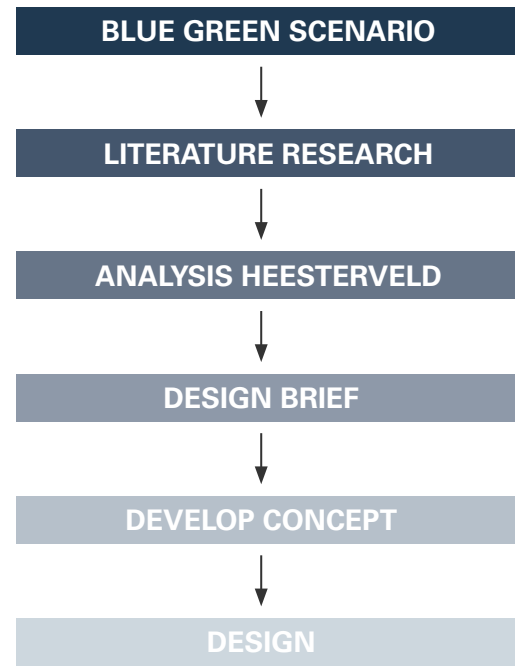 BLUE GREEN SCENARIO
LITERATURE RESEARCH
ANALYSIS HEESTERVELD
DESIGN BRIEF
DEVELOP CONCEPT
DESIGN